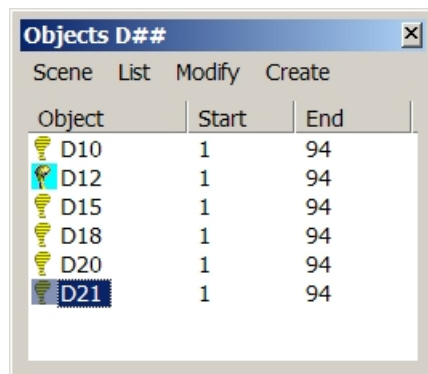 Objects D##
Scene List Modify Create
Object Start End
D10 1 94
D12 1 94
D15 1 94
D18 1 94
D20 1 94
D21 1 94